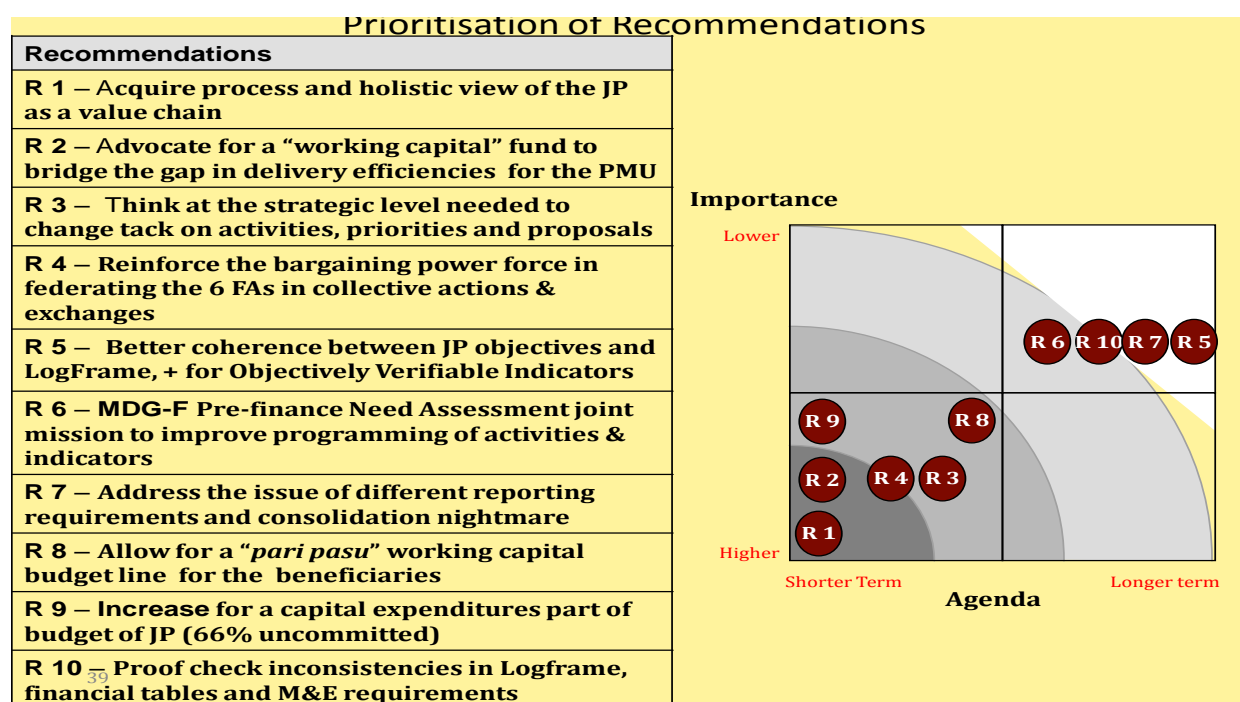 Prioritisation of Recommendations
Recommendations
R 1 – Acquire process and holistic view of the JP
as a value chain
R 2 – Advocate for a “working capital” fund to
bridge the gap in delivery efficiencies for the PMU
R 3 – Think at the strategic level needed to
change tack on activities, priorities and proposals
R 4 – Reinforce the bargaining power force in
federating the 6 FAs in collective actions &
exchanges
R 5 – Better coherence between JP objectives and
LogFrame, + for Objectively Verifiable Indicators
R 6 – MDG-F Pre-finance Need Assessment joint
mission to improve programming of activities &
indicators
R 7 – Address the issue of different reporting
requirements and consolidation nightmare
R 8 – Allow for a “pari pasu” working capital
budget line for the beneficiaries
R 9 – Increase for a capital expenditures part of
budget of JP (66% uncommitted)
R 10 – Proof check inconsistencies in Logframe,
financial tables and M&E requirements
39
Importance
Lower
R 6 R 10 R 7 R 5
R 9 R 8
R 2 R 4 R 3
R 1
Higher
Shorter Term Longer term
Agenda